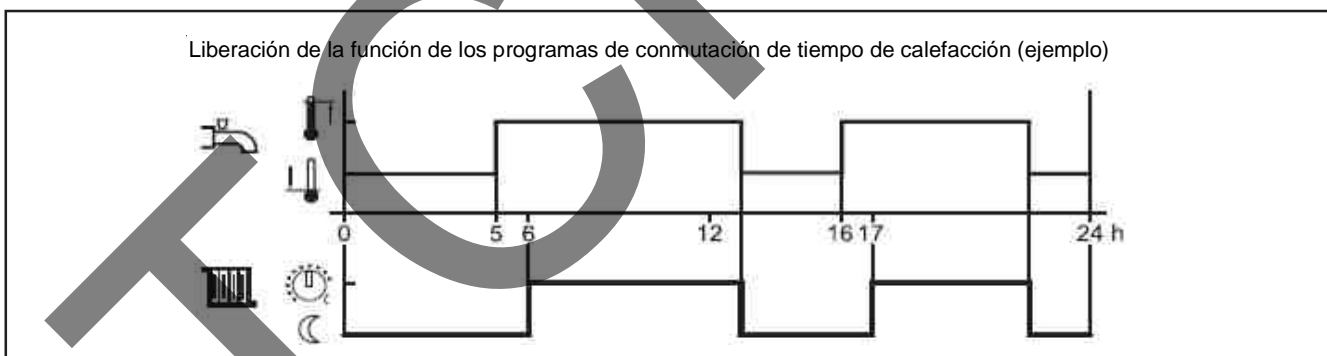 Liberación de la función de los programas de conmutación de tiempo de calefacción (ejemplo)
0 5 6 12 16 17 24 h